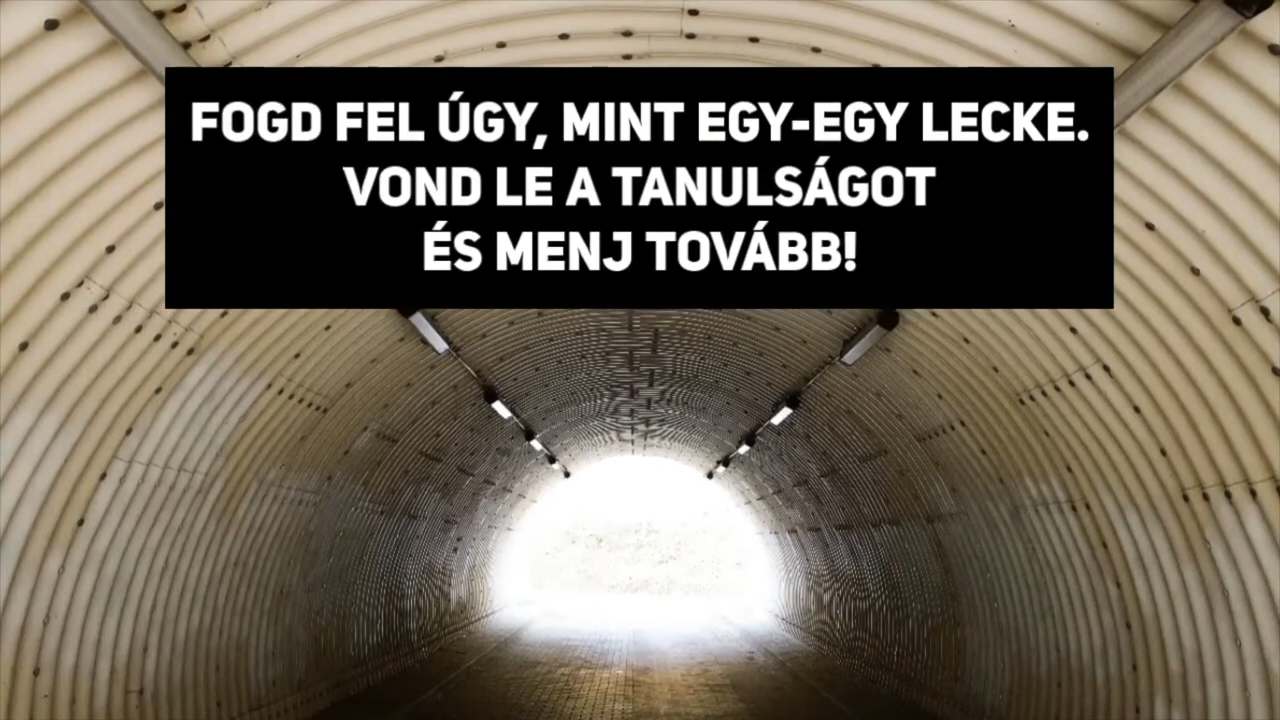 FOGD FEL ÚGY, MINT EGY-EGY LECKE.
VOND LE A TANULSÁGOT
ÉS MENJ TOVÁBB!